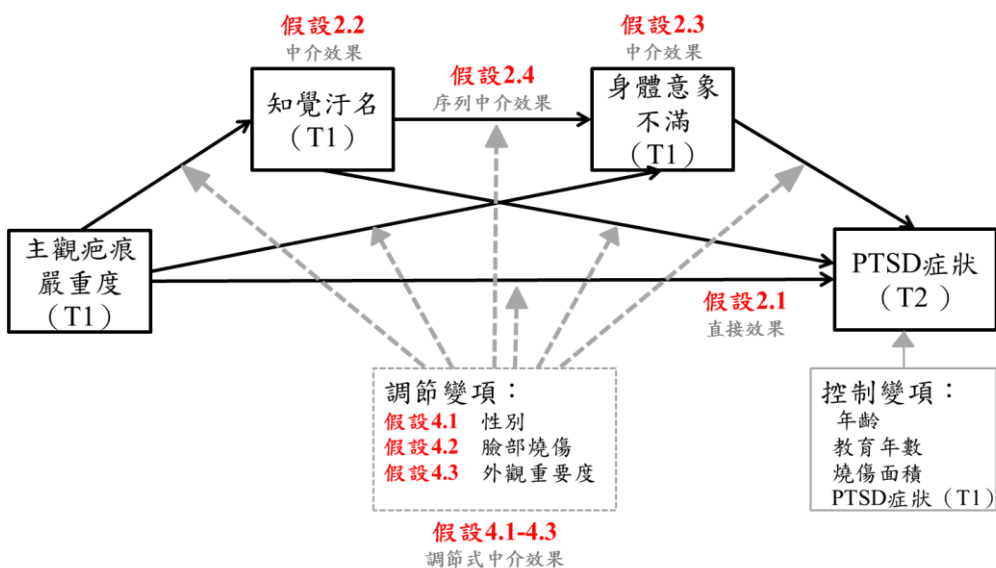 假設2.2
中介效果
假設2.3
中介效果
假設2.4
序列中介效果
知覺汙名
（T1）
身體意象
不滿
（T1）
主觀疤痕
嚴重度
（T1）
PTSD症狀
（T2）
假設2.1
直接效果
調節變項：
假設4.1 性別
假設4.2 臉部燒傷
假設4.3 外觀重要度
控制變項：
年齡
教育年數
燒傷面積
PTSD症狀（T1）
假設4.1-4.3
調節式中介效果